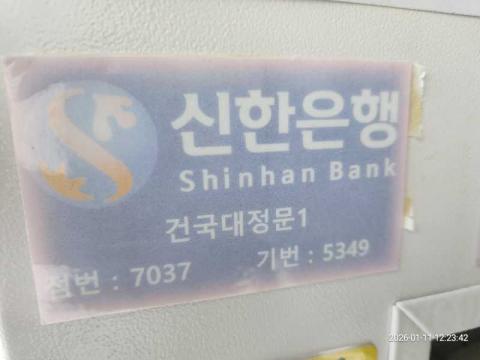 신한은행
Shinhan Bank
건국대정문1
점번 : 7037 기번 : 5349
2026-01-11 12:23:42